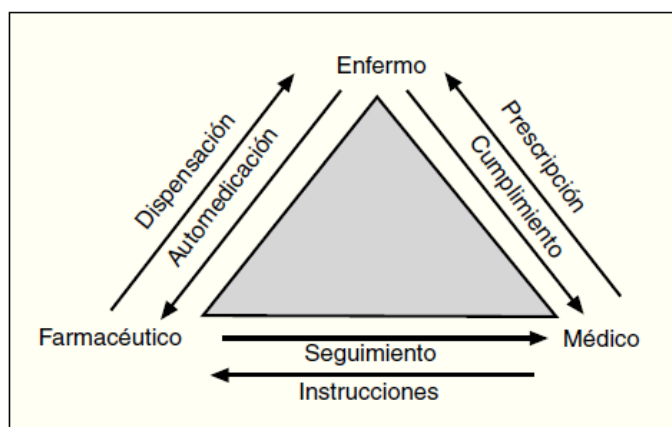 Enfermo
Dispensación
Automedicación
Cumplimiento
Prescripción
Farmacéutico
Médico
Seguimiento
Instrucciones